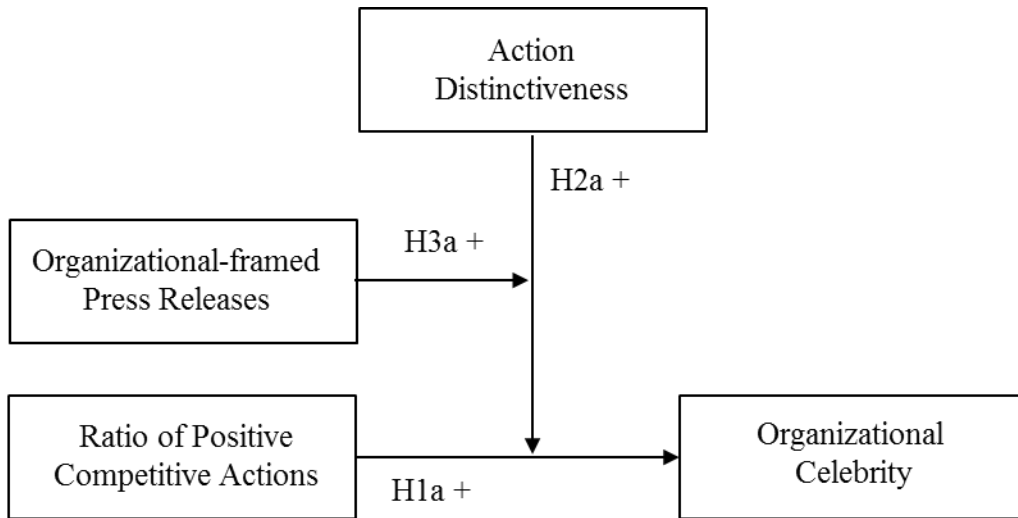 Action
Distinctiveness
H2a +
H3a +
Organizational-framed
Press Releases
Ratio of Positive
Competitive Actions
H1a +
Organizational
Celebrity